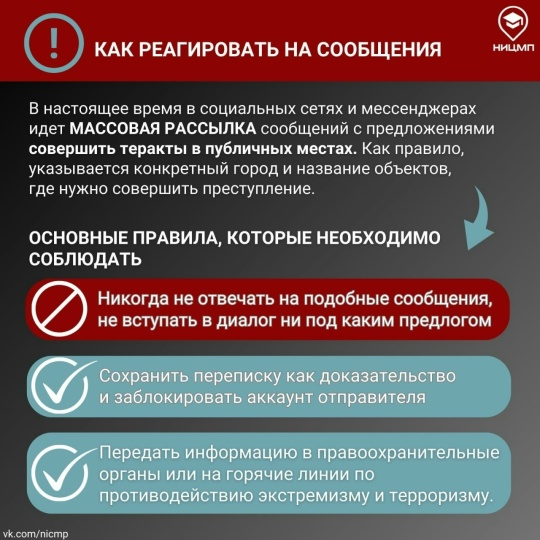 НИЦМП
КАК РЕАГИРОВАТЬ НА СООБЩЕНИЯ
В настоящее время в социальных сетях и мессенджерах
идет МАССОВАЯ РАССЫЛКА сообщений с предложениями
совершить теракты в публичных местах. Как правило,
указывается конкретный город и название объектов,
где нужно совершить преступление.
ОСНОВНЫЕ ПРАВИЛА, КОТОРЫЕ НЕОБХОДИМО
СОБЛЮДАТЬ
Никогда не отвечать на подобные сообщения,
не вступать в диалог ни под каким предлогом
Сохранить переписку как доказательство
и заблокировать аккаунт отправителя
Передать информацию в правоохранительные
органы или на горячие линии по
противодействию экстремизму и терроризму.
vk.com/nicmp